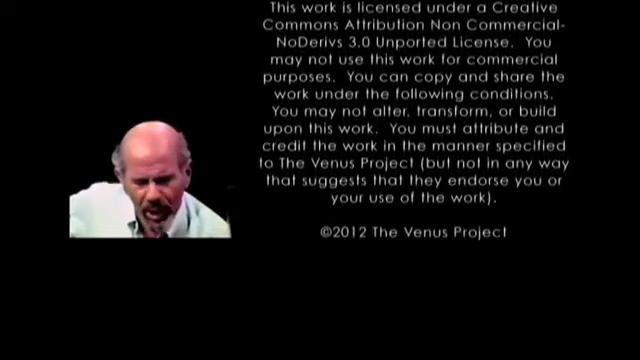 This work is licensed under a Creative
Commons Attribution Non Commercial-
NoDerivs 3.0 Unported License.  You
may not use this work for commercial
purposes.  You can copy and share the
work under the following conditions.
You may not alter, transform, or build
upon this work.  You must attribute and
credit the work in the manner specified
to The Venus Project (but not in any way
that suggests that they endorse you or
your use of the work).
©2012 The Venus Project